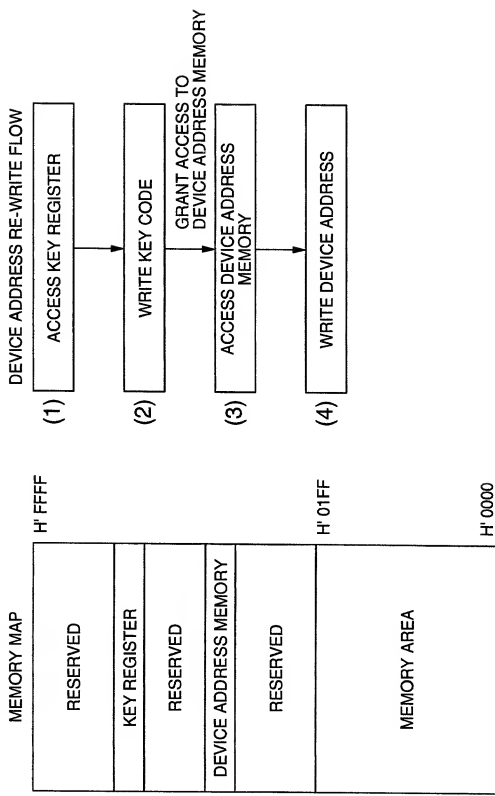 MEMORY MAP
H' FFFF
RESERVED
KEY REGISTER
RESERVED
DEVICE ADDRESS MEMORY
RESERVED
H' 01FF
MEMORY AREA
H' 0000
DEVICE ADDRESS RE-WRITE FLOW
(1)
ACCESS KEY REGISTER
(2)
WRITE KEY CODE
GRANT ACCESS TO
DEVICE ADDRESS MEMORY
(3)
ACCESS DEVICE ADDRESS
MEMORY
(4)
WRITE DEVICE ADDRESS